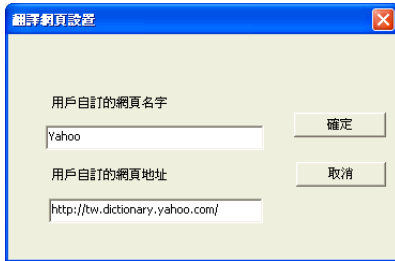 翻譯網頁設置
用戶自訂的網頁名字
Yahoo
確定
用戶自訂的網頁地址
取消
http://tw.dictionary.yahoo.com/